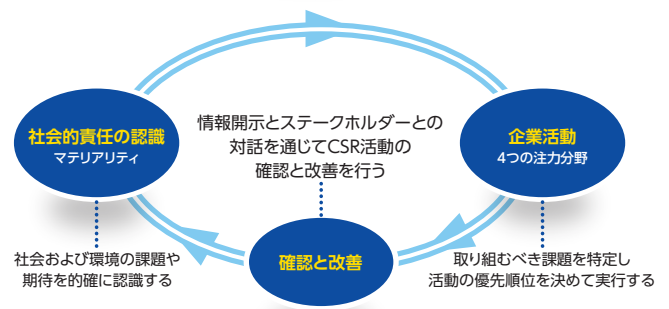 社会的責任の認識
マテリアリティ
社会および環境の課題や
期待を的確に認識する
情報開示とステークホルダーとの
対話を通じてCSR活動の
確認と改善を行う
確認と改善
企業活動
4つの注力分野
取り組むべき課題を特定し
活動の優先順位を決めて実行する